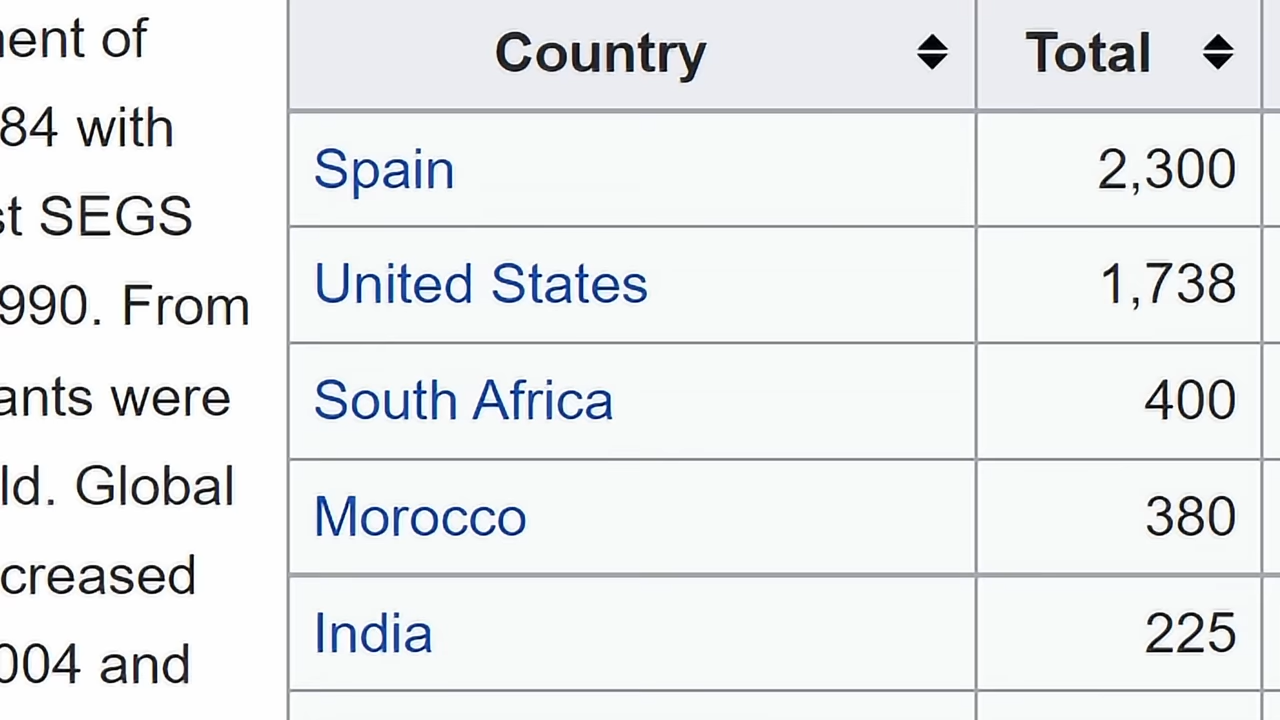 ent of
84 with
st SEGS
990. From
ants were
ld. Global
creased
004 and
Country Total
Spain 2,300
United States 1,738
South Africa 400
Morocco 380
India 225